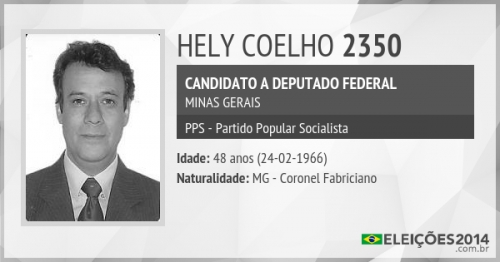 HELY COELHO 2350
CANDIDATO A DEPUTADO FEDERAL
MINAS GERAIS
PPS - Partido Popular Socialista
Idade: 48 anos (24-02-1966)
Naturalidade: MG - Coronel Fabriciano
ELEIÇÕES2014
.com.br